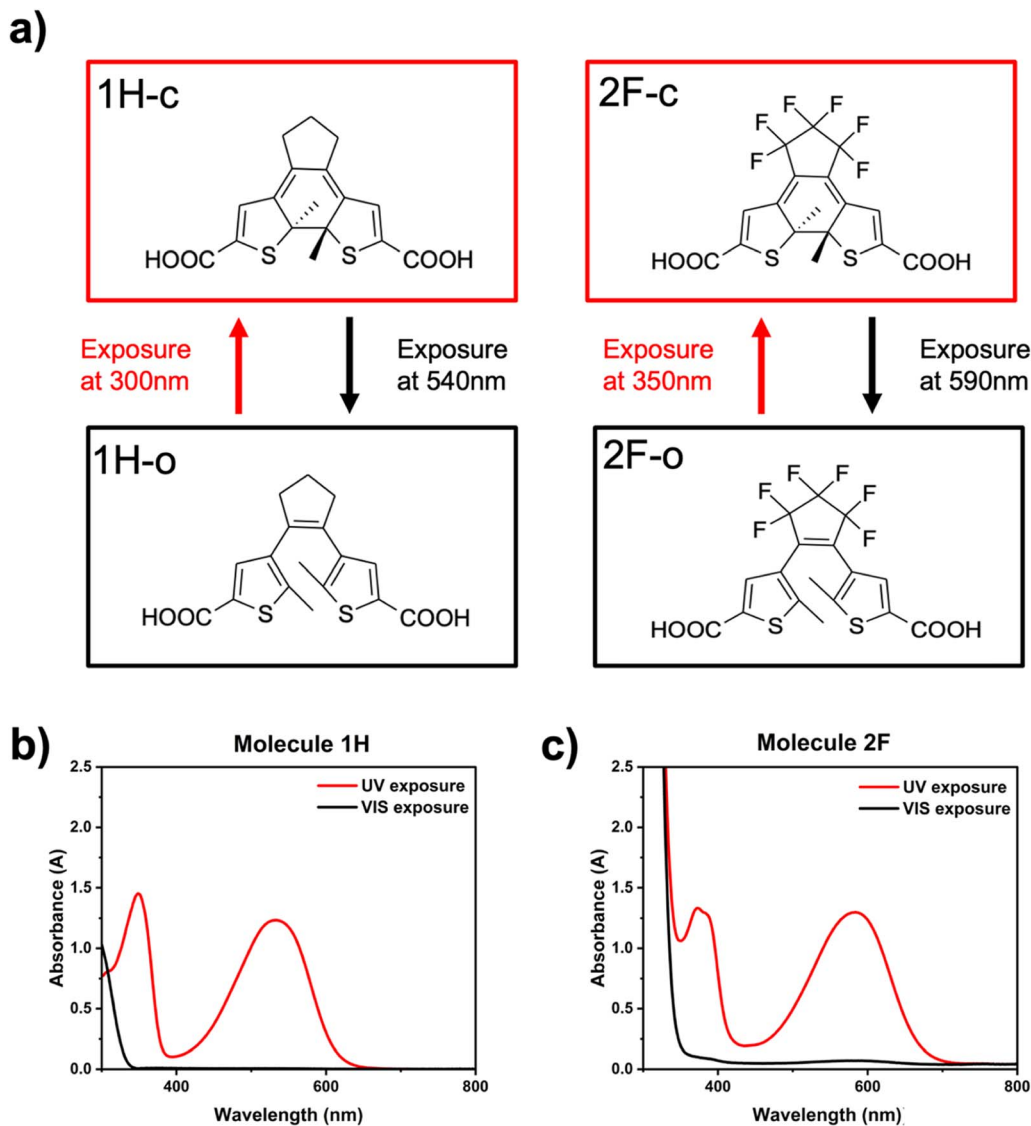 a)
1H-c
HOOC S S COOH
2F-c
F F F F F F
HOOC S S COOH
Exposure
at 300nm
Exposure
at 540nm
Exposure
at 350nm
Exposure
at 590nm
1H-o
HOOC S S COOH
2F-o
F F F F F F
HOOC S S COOH
b)
Molecule 1H
UV exposure
VIS exposure
2.5
2.0
1.5
1.0
0.5
0.0
Absorbance (A)
400 600 800
Wavelength (nm)
c)
Molecule 2F
UV exposure
VIS exposure
2.5
2.0
1.5
1.0
0.5
0.0
Absorbance (A)
400 600 800
Wavelength (nm)